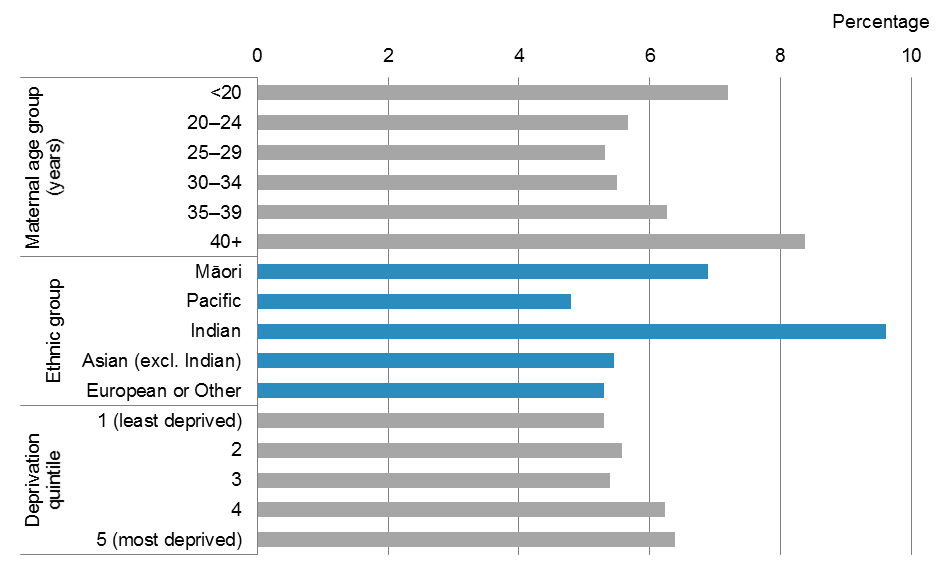 Percentage
0 2 4 6 8 10
Maternal age group
(years)
<20
20–24
25–29
30–34
35–39
40+
Ethnic group
Māori
Pacific
Indian
Asian (excl. Indian)
European or Other
Deprivation
quintile
1 (least deprived)
2
3
4
5 (most deprived)